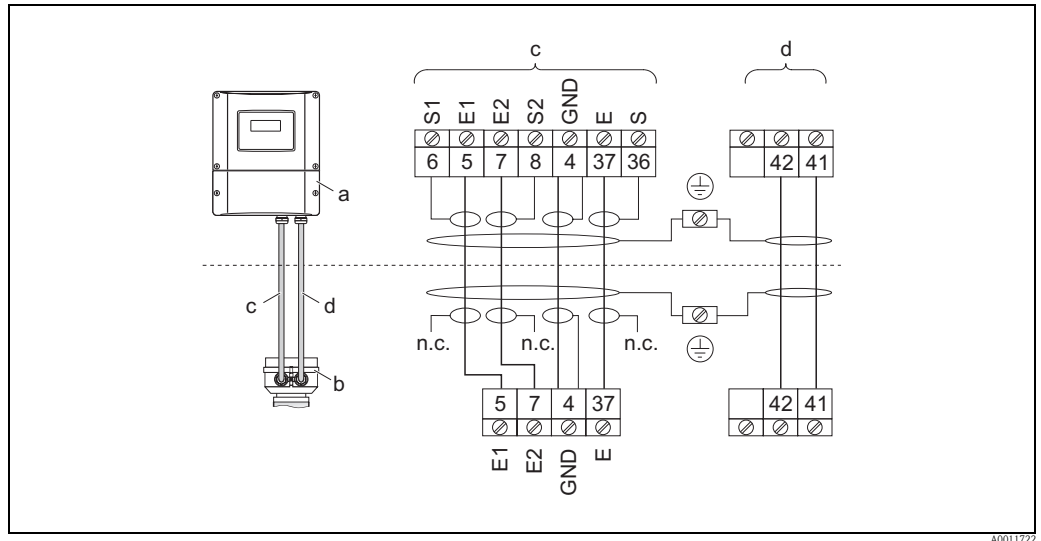 c d
S1 E1 E2 S2 GND E S
6 5 7 8 4 37 36 42 41
a
c d
n.c. n.c. n.c.
b
5 7 4 37 42 41
E1 E2 GND E
A0011722